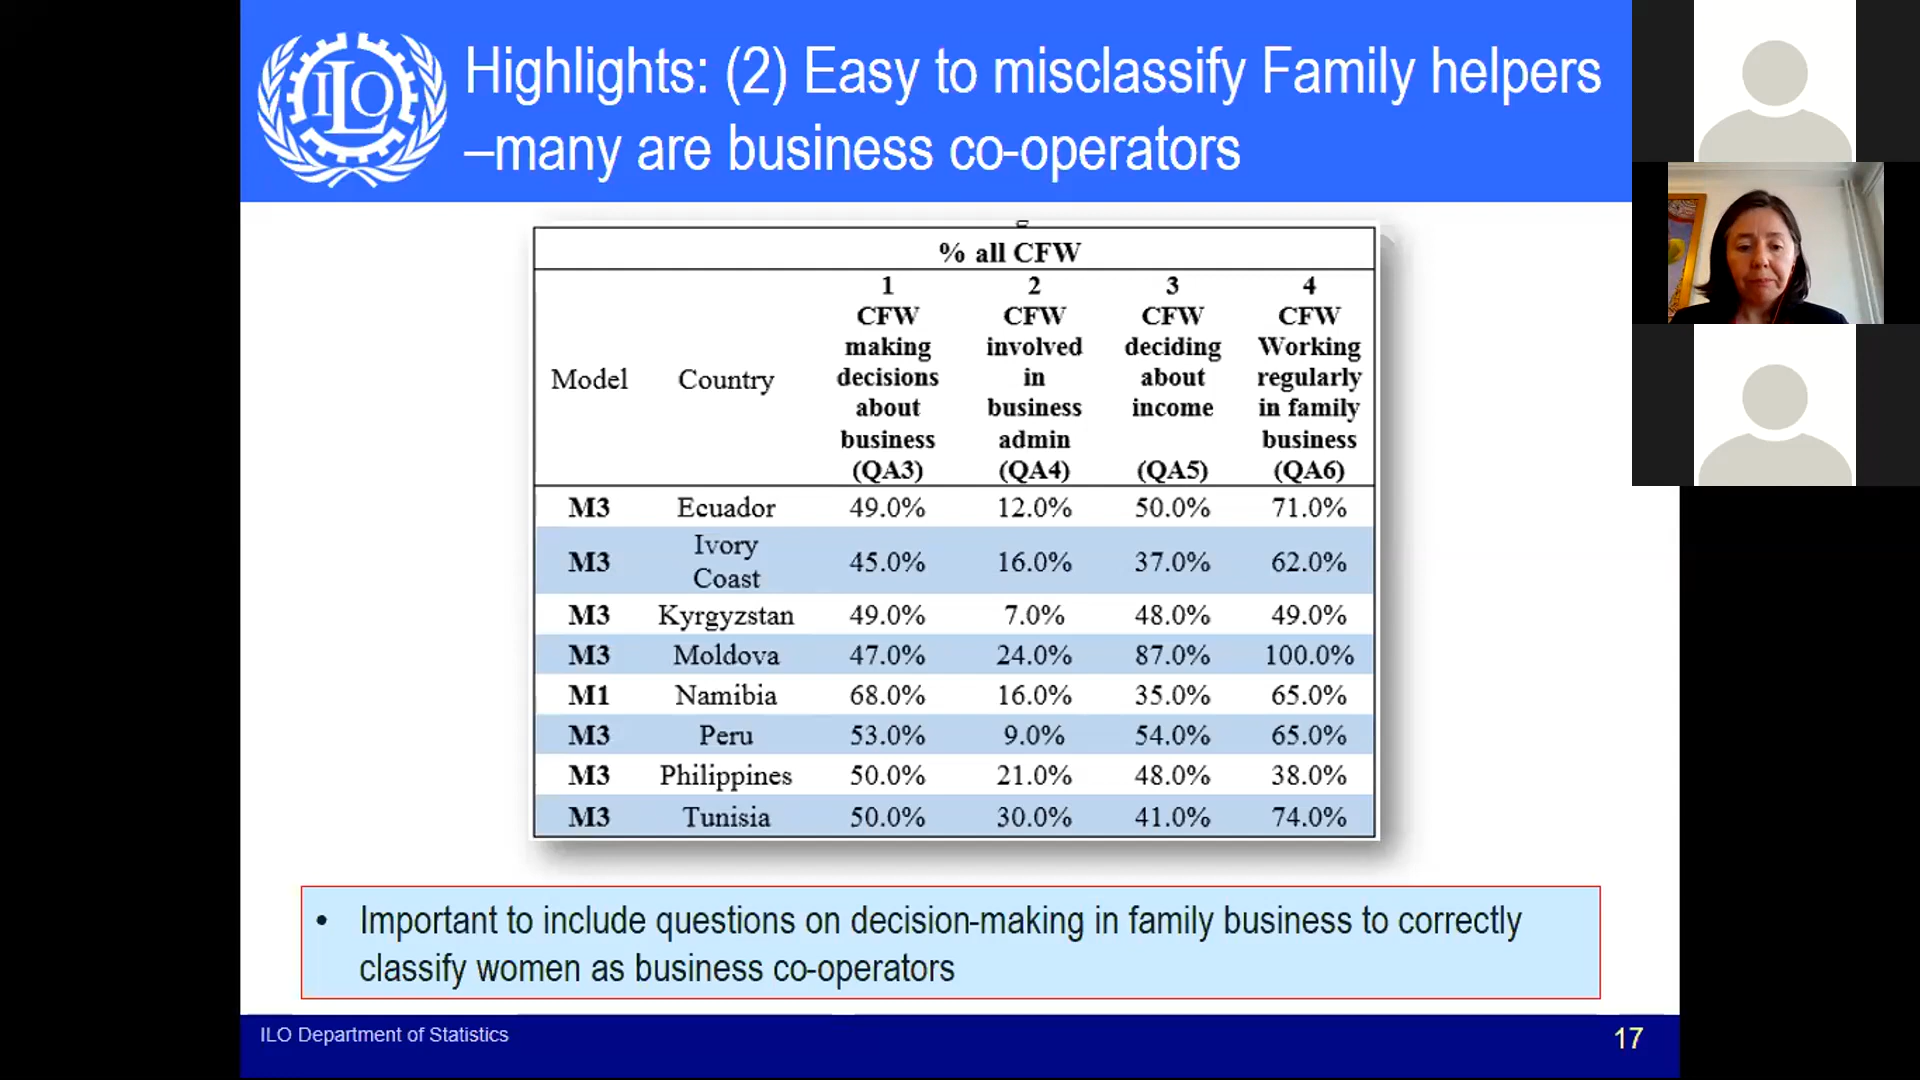 ILO
Highlights: (2) Easy to misclassify Family helpers
–many are business co-operators
% all CFW
Model
Country
1
CFW
making
decisions
about
business
(QA3)
2
CFW
involved
in
business
admin
(QA4)
3
CFW
deciding
about
income
(QA5)
4
CFW
Working
regularly
in family
business
(QA6)
M3 Ecuador 49.0% 12.0% 50.0% 71.0%
M3 Ivory Coast 45.0% 16.0% 37.0% 62.0%
M3 Kyrgyzstan 49.0% 7.0% 48.0% 49.0%
M3 Moldova 47.0% 24.0% 87.0% 100.0%
M1 Namibia 68.0% 16.0% 35.0% 65.0%
M3 Peru 53.0% 9.0% 54.0% 65.0%
M3 Philippines 50.0% 21.0% 48.0% 38.0%
M3 Tunisia 50.0% 30.0% 41.0% 74.0%
• Important to include questions on decision-making in family business to correctly
classify women as business co-operators
ILO Department of Statistics
17